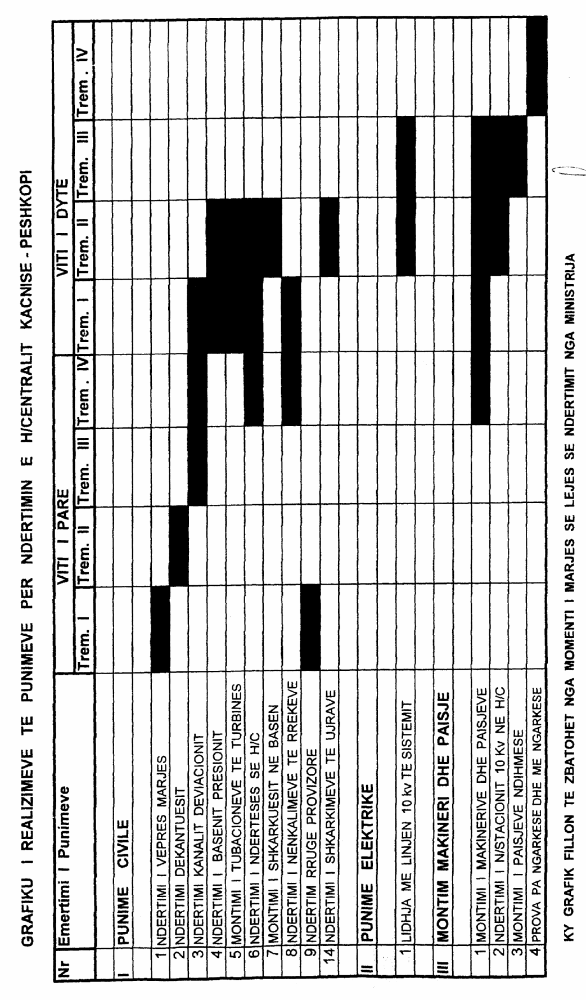 GRAFIKU I REALIZIMEVE TE PUNIMEVE PER NDERTIMIN E H/CENTRALIT KACNISE - PESHKOPI
Nr Emertimi I Punimeve VITI I PARE VITI I DYTE
Trem. I Trem. II Trem. III Trem. IV Trem. I Trem. II Trem. III Trem. IV
I PUNIME CIVILE
1 NDERTIMI I VEPRES MARJES
2 NDERTIMI DEKANTUESIT
3 NDERTIMI KANALIT DEVIACIONIT
4 NDERTIMI I BASENIT PRESIONIT
5 MONTIMI I TUBACIONEVE TE TURBINES
6 NDERTIMI I NDERTESES SE H/C
7 MONTIMI I SHKARKUESIT NE BASEN
8 NDERTIMI I NENKALIMEVE TE RREKEVE
9 NDERTIM RRUGE PROVIZORE
14 NDERTIMI I SHKARKIMEVE TE UJRAVE
II PUNIME ELEKTRIKE
1 LIDHJA ME LINJEN 10 kv TE SISTEMIT
III MONTIM MAKINERI DHE PAISJE
1 MONTIMI I MAKINERIVE DHE PAISJEVE
2 NDERTIMI I N/STACIONIT 10 Kv NE H/C
3 MONTIMI I PAISJEVE NDIHMESE
4 PROVA PA NGARKESE DHE ME NGARKESE
KY GRAFIK FILLON TE ZBATOHET NGA MOMENTI I MARJES SE LEJES SE NDERTIMIT NGA MINISTRIJA